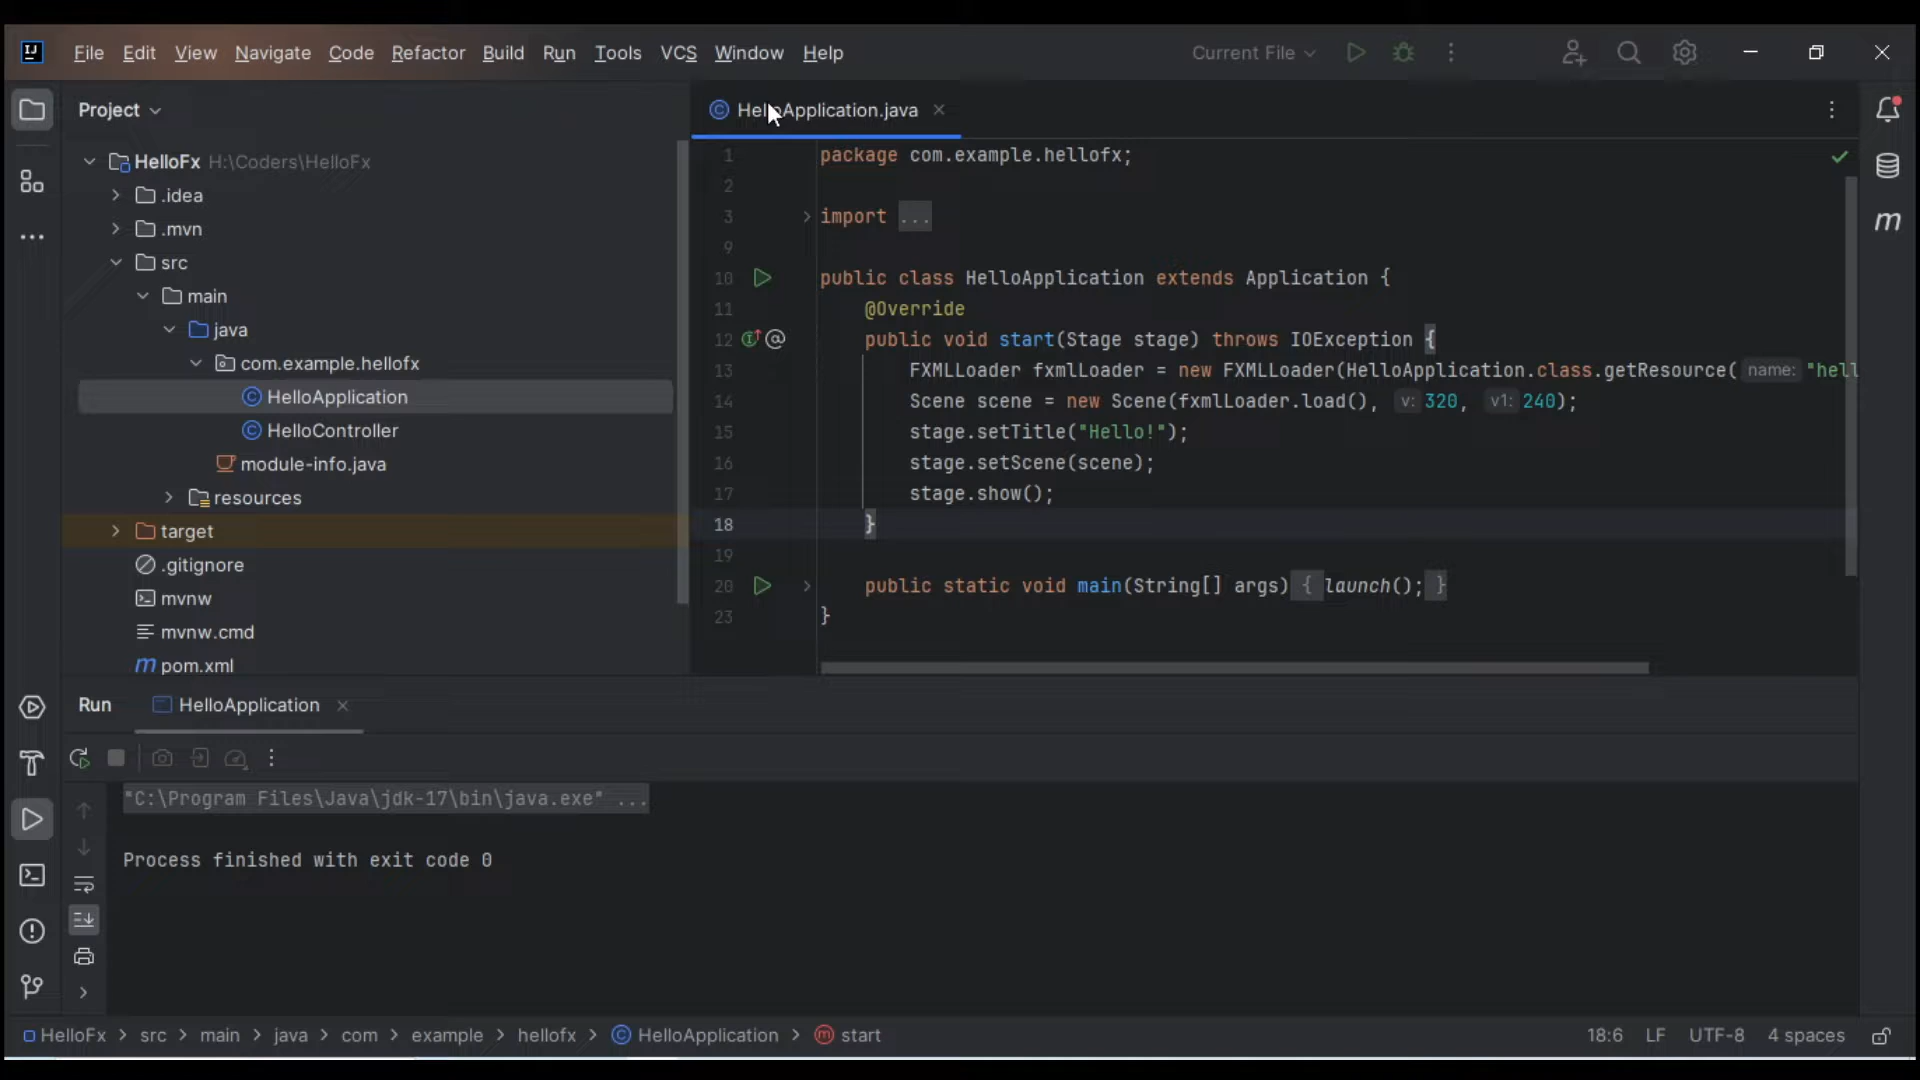 IJ File Edit View Navigate Code Refactor Build Run Tools VCS Window Help Current File
Project
HelloFx H:\Coders\HelloFx
.idea
.mvn
src
main
java
com.example.hellofx
HelloApplication
HelloController
module-info.java
resources
target
.gitignore
mvnw
mvnw.cmd
m pom.xml
HelloApplication.java
1 package com.example.hellofx;
2
3 import ...
9
10 public class HelloApplication extends Application {
11 @Override
12 public void start(Stage stage) throws IOException {
13 FXMLLoader fxmlLoader = new FXMLLoader(HelloApplication.class.getResource( name: "hell
14 Scene scene = new Scene(fxmlLoader.load(), v: 320, v1: 240);
15 stage.setTitle("Hello!");
16 stage.setScene(scene);
17 stage.show();
18 }
19
20 public static void main(String[] args) { launch(); }
23 }
m
Run HelloApplication
"C:\Program Files\Java\jdk-17\bin\java.exe" ...
Process finished with exit code 0
HelloFx > src > main > java > com > example > hellofx > HelloApplication > start 18:6 LF UTF-8 4 spaces